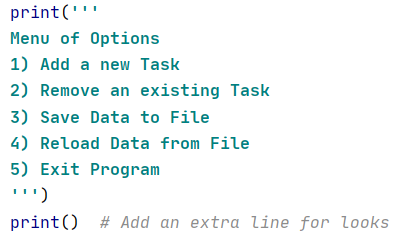 print('''
Menu of Options
1) Add a new Task
2) Remove an existing Task
3) Save Data to File
4) Reload Data from File
5) Exit Program
''')
print()  # Add an extra line for looks